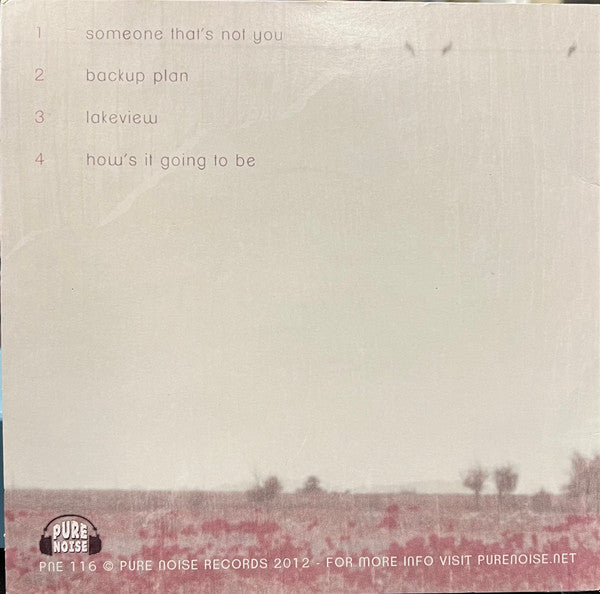 1 someone that's not you
2 backup plan
3 lakeview
4 how's it going to be
PURE
NOISE
PNE 116 © PURE NOISE RECORDS 2012 - FOR MORE INFO VISIT PURENOISE.NET